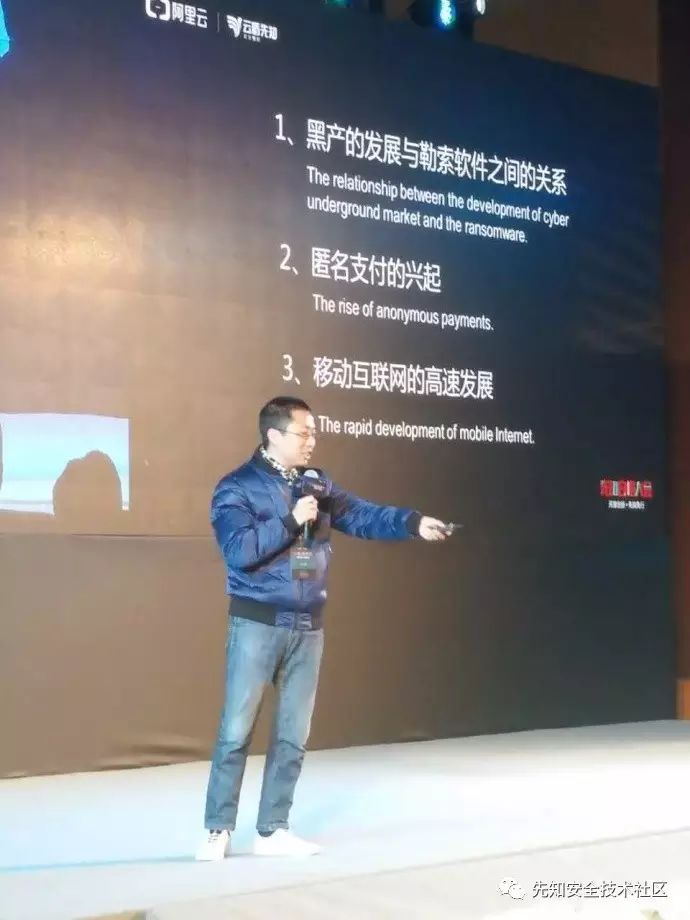 阿里云
云盾先知
1、黑产的发展与勒索软件之间的关系
The relationship between the development of cyber
underground market and the ransomware.
2、匿名支付的兴起
The rise of anonymous payments.
3、移动互联网的高速发展
The rapid development of mobile Internet.
先知安全技术社区